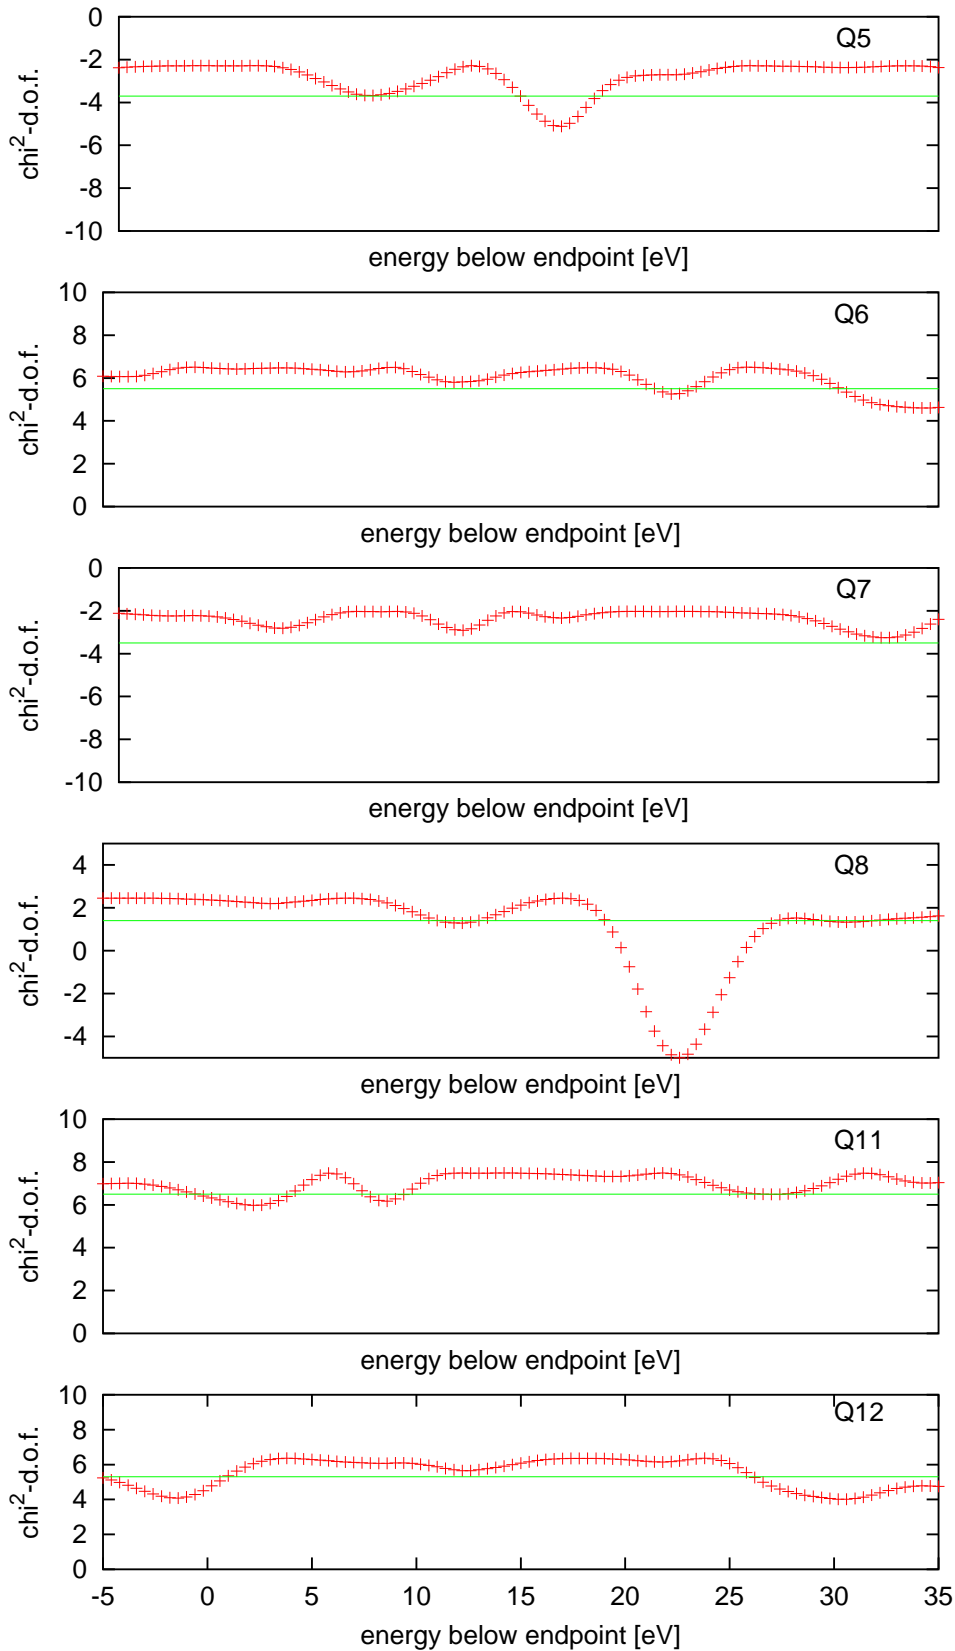 Q5
0
-2
-4
-6
-8
-10
chi²-d.o.f.
energy below endpoint [eV]
Q6
10
8
6
4
2
0
chi²-d.o.f.
energy below endpoint [eV]
Q7
0
-2
-4
-6
-8
-10
chi²-d.o.f.
energy below endpoint [eV]
Q8
4
2
0
-2
-4
chi²-d.o.f.
energy below endpoint [eV]
Q11
10
8
6
4
2
0
chi²-d.o.f.
energy below endpoint [eV]
Q12
10
8
6
4
2
0
chi²-d.o.f.
-5 0 5 10 15 20 25 30 35
energy below endpoint [eV]